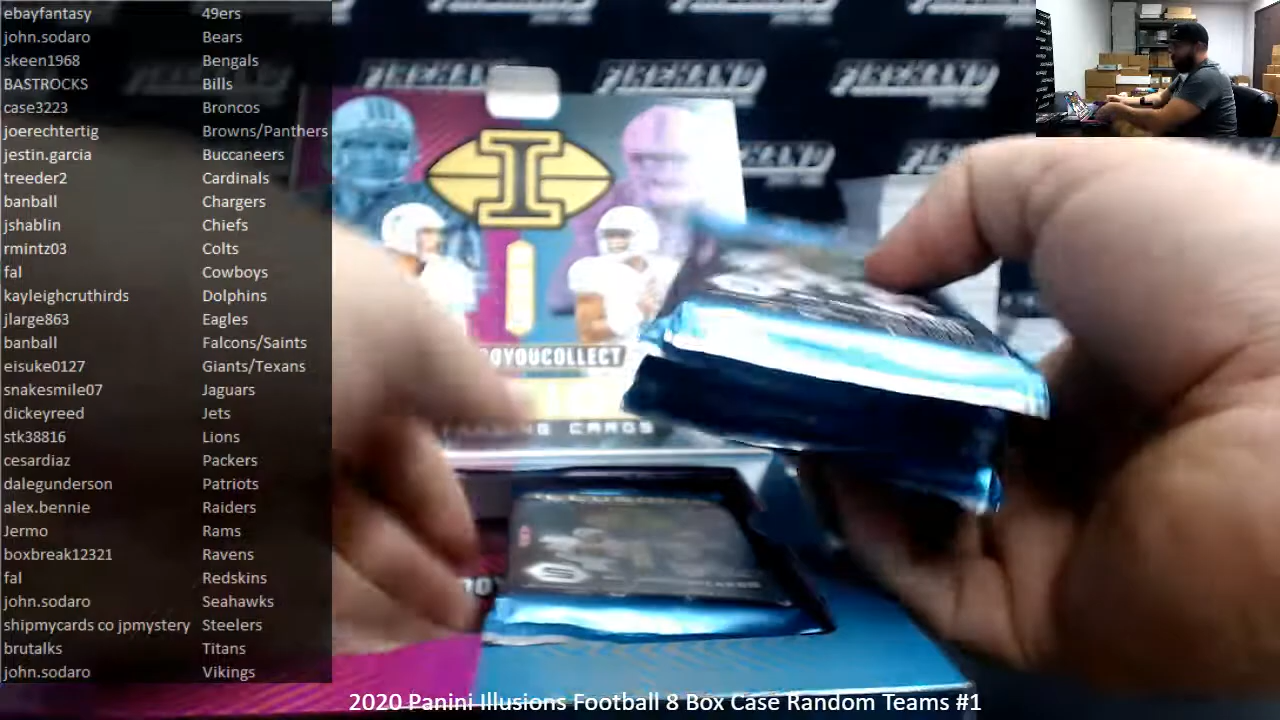 ebayfantasy 49ers
john.sodaro Bears
skeen1968 Bengals
BASTROCKS Bills
case3223 Broncos
joerechtertig Browns/Panthers
jestin.garcia Buccaneers
treeder2 Cardinals
banball Chargers
jshablin Chiefs
rmintz03 Colts
fal Cowboys
kayleighcruthirds Dolphins
jlarge863 Eagles
banball Falcons/Saints
eisuke0127 Giants/Texans
snakesmile07 Jaguars
dickeyreed Jets
stk38816 Lions
cesardiaz Packers
dalegunderson Patriots
alex.bennie Raiders
Jermo Rams
boxbreak12321 Ravens
fal Redskins
john.sodaro Seahawks
shipmycards co jpmystery Steelers
brutalks Titans
john.sodaro Vikings
FIREHAND FIREHAND FIREHAND
I
OYOUCOLLECT
CARDS
2020 Panini Illusions Football 8 Box Case Random Teams #1